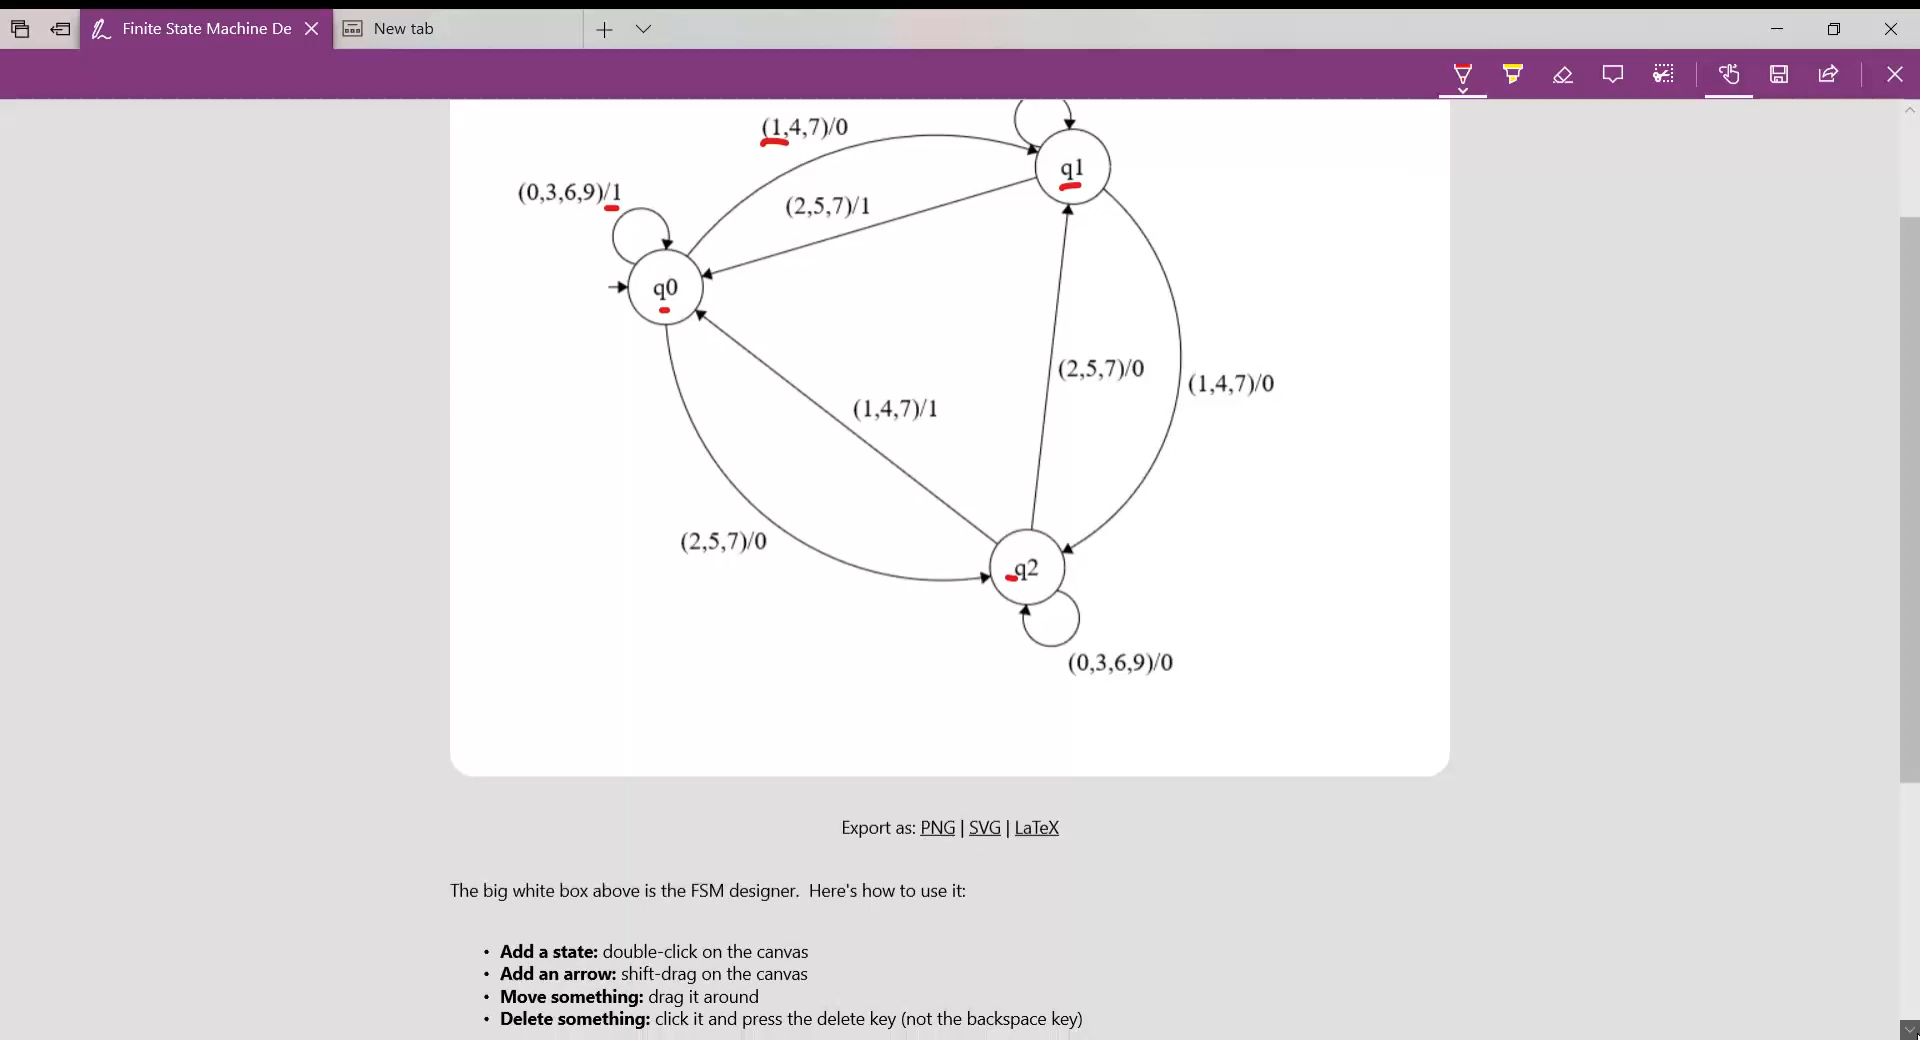 Finite State Machine De
New tab
(1,4,7)/0
q1
(0,3,6,9)/1
(2,5,7)/1
q0
(2,5,7)/0
(1,4,7)/0
(1,4,7)/1
(2,5,7)/0
q2
(0,3,6,9)/0
Export as: PNG | SVG | LaTeX
The big white box above is the FSM designer. Here's how to use it:
• Add a state: double-click on the canvas
• Add an arrow: shift-drag on the canvas
• Move something: drag it around
• Delete something: click it and press the delete key (not the backspace key)